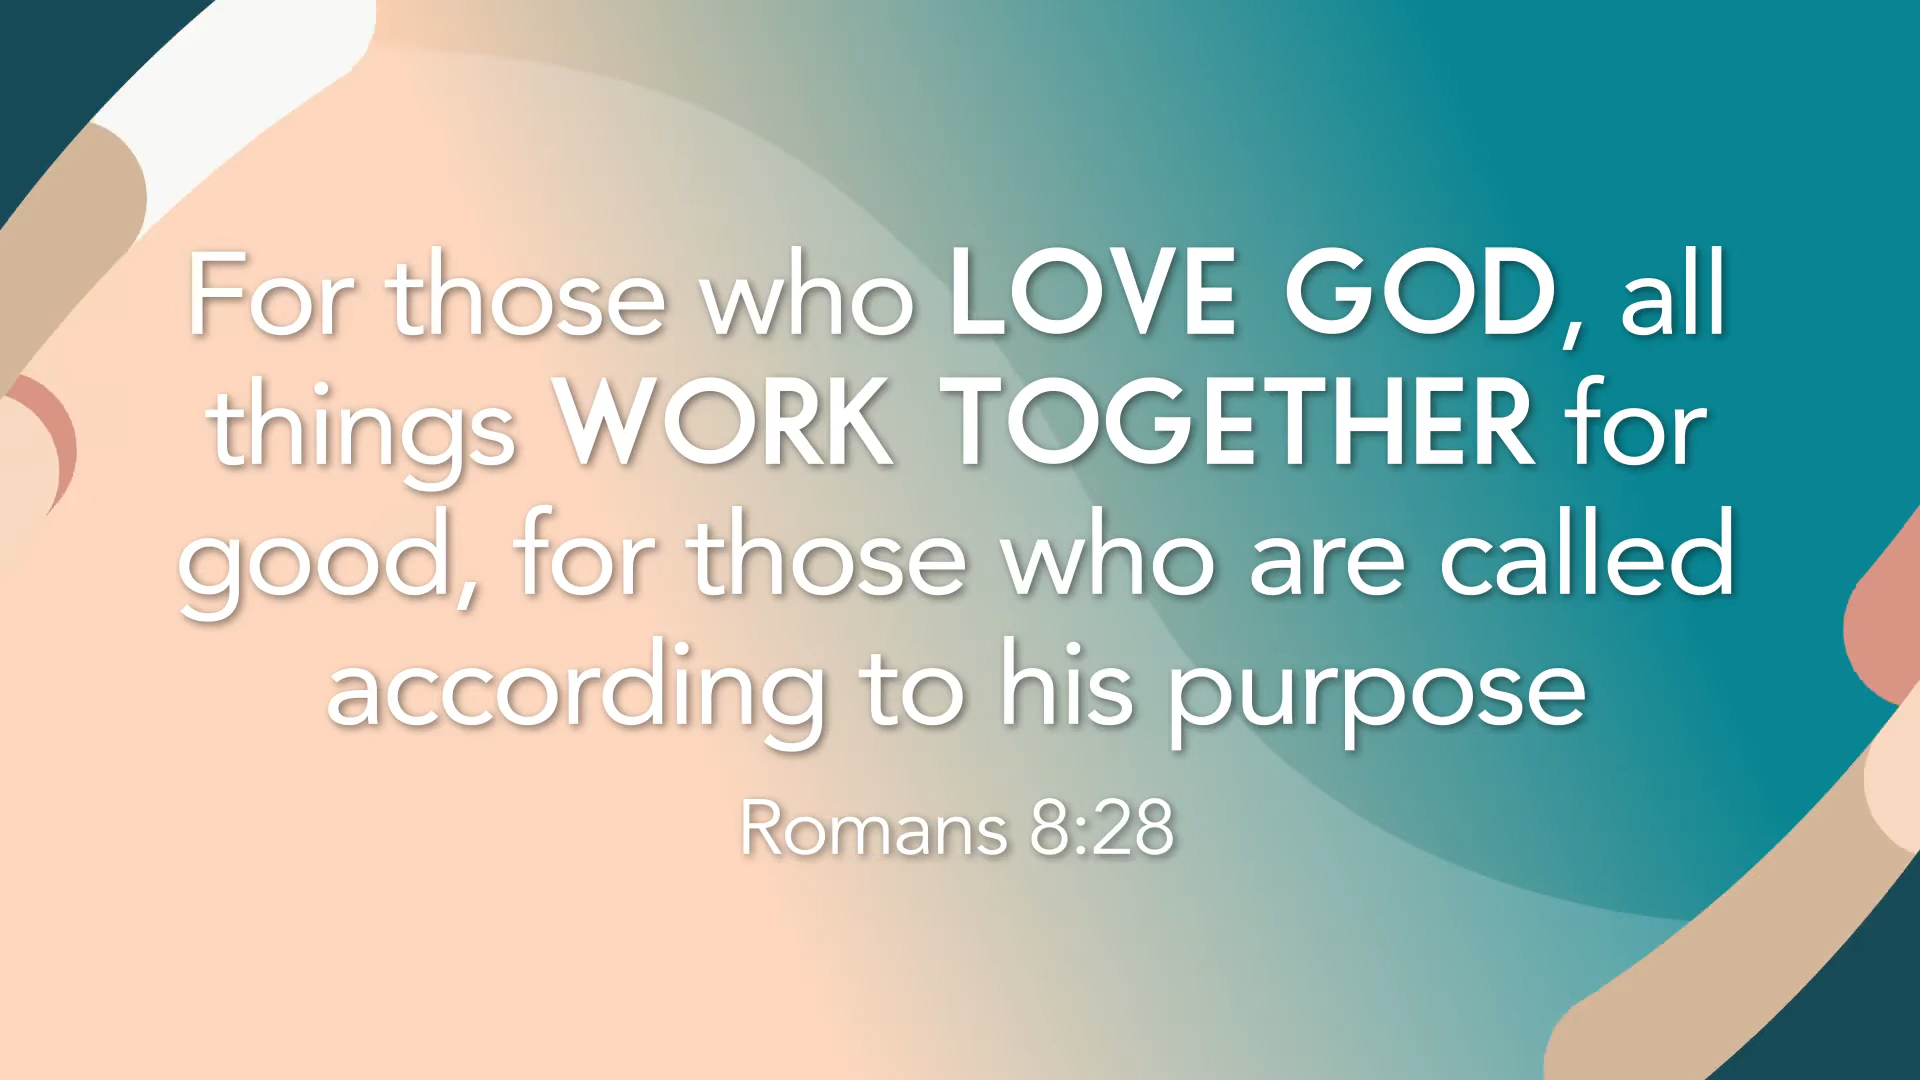 For those who LOVE GOD, all
things WORK TOGETHER for
good, for those who are called
according to his purpose
Romans 8:28